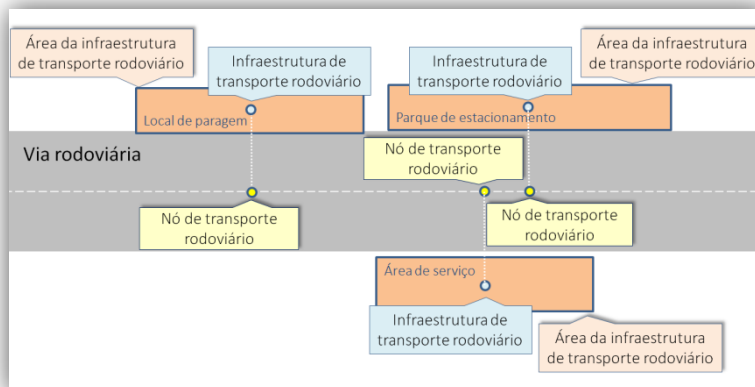 Área da infraestrutura
de transporte rodoviário
Infraestrutura de
transporte rodoviário
Infraestrutura de
transporte rodoviário
Área da infraestrutura
de transporte rodoviário
Local de paragem
Parque de estacionamento
Via rodoviária
Nó de transporte
rodoviário
Nó de transporte
rodoviário
Nó de transporte
rodoviário
Área de serviço
Infraestrutura de
transporte rodoviário
Área da infraestrutura
de transporte rodoviário